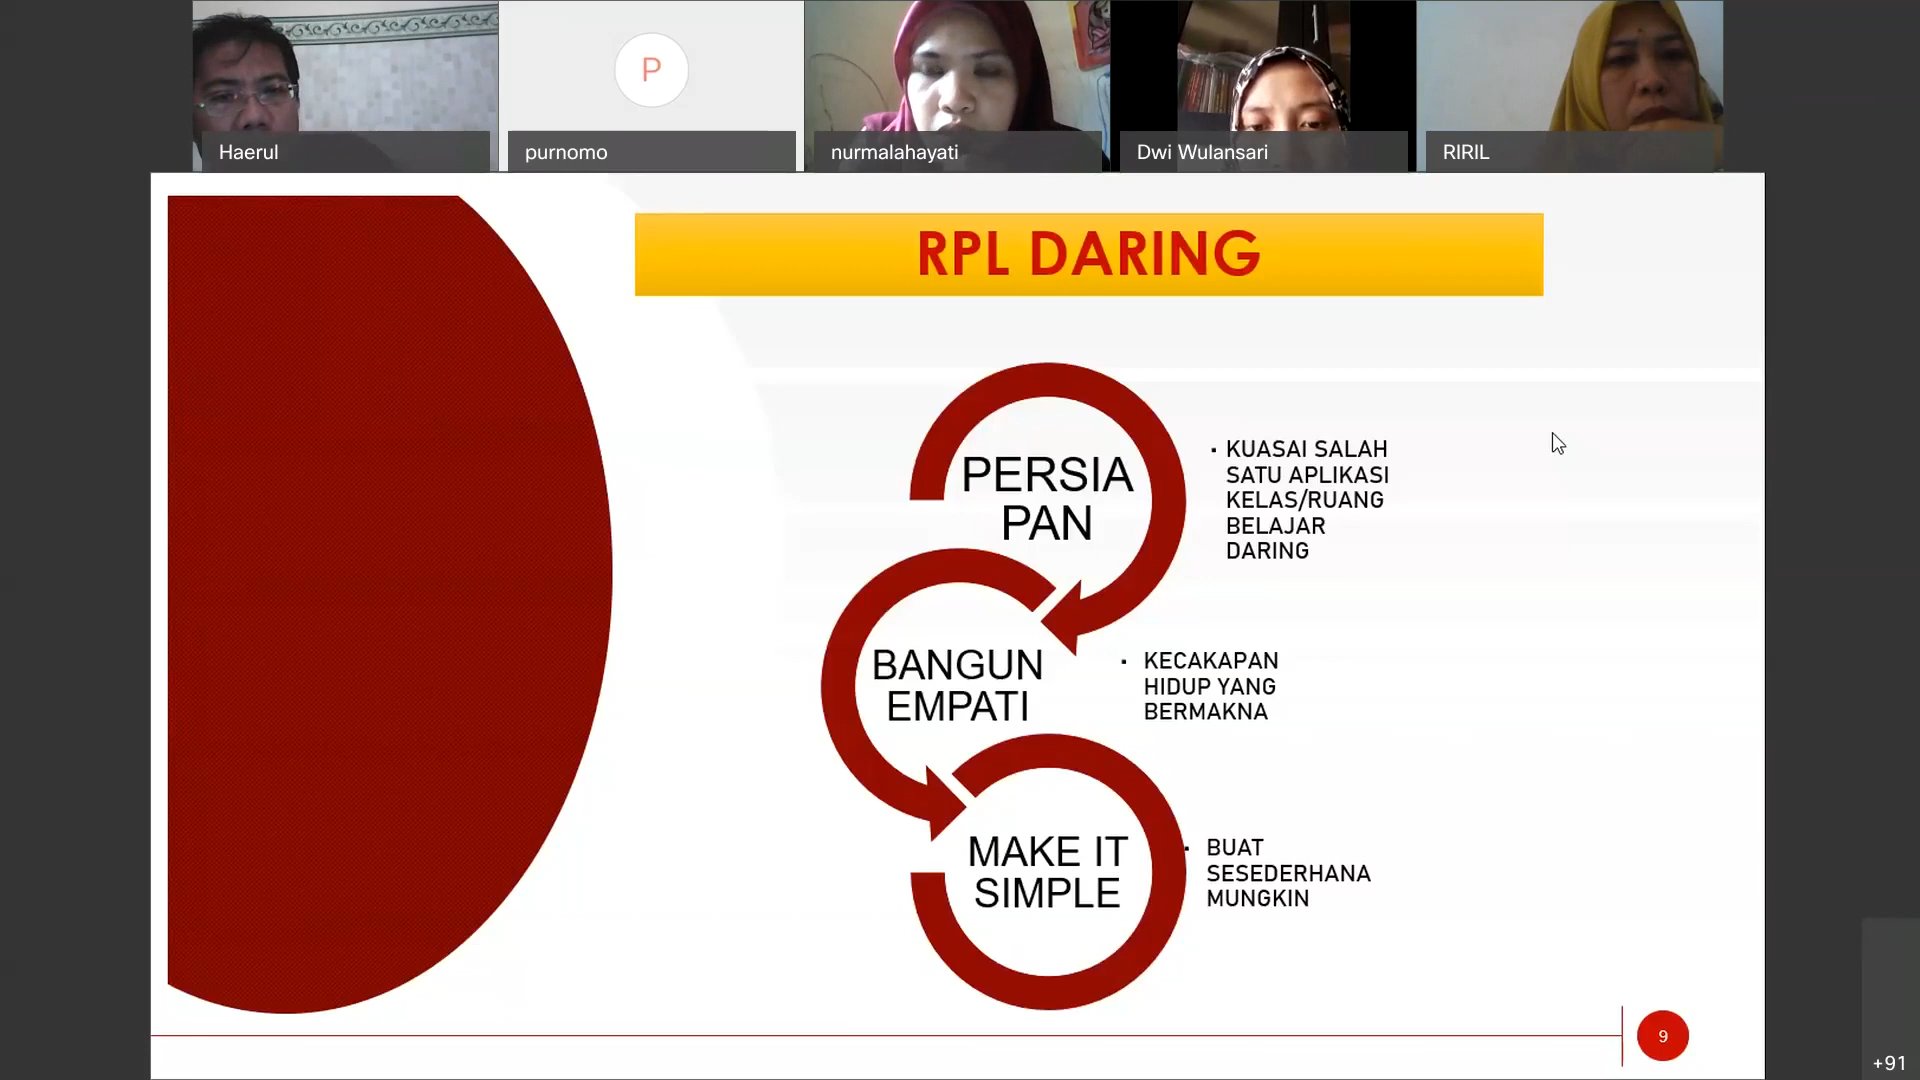 Haerul
P
purnomo
nurmalahayati
Dwi Wulansari
RIRIL
RPL DARING
PERSIA
PAN
▪ KUASAI SALAH
SATU APLIKASI
KELAS/RUANG
BELAJAR
DARING
BANGUN
EMPATI
▪ KECAKAPAN
HIDUP YANG
BERMAKNA
MAKE IT
SIMPLE
▪ BUAT
SESEDERHANA
MUNGKIN
9
+91